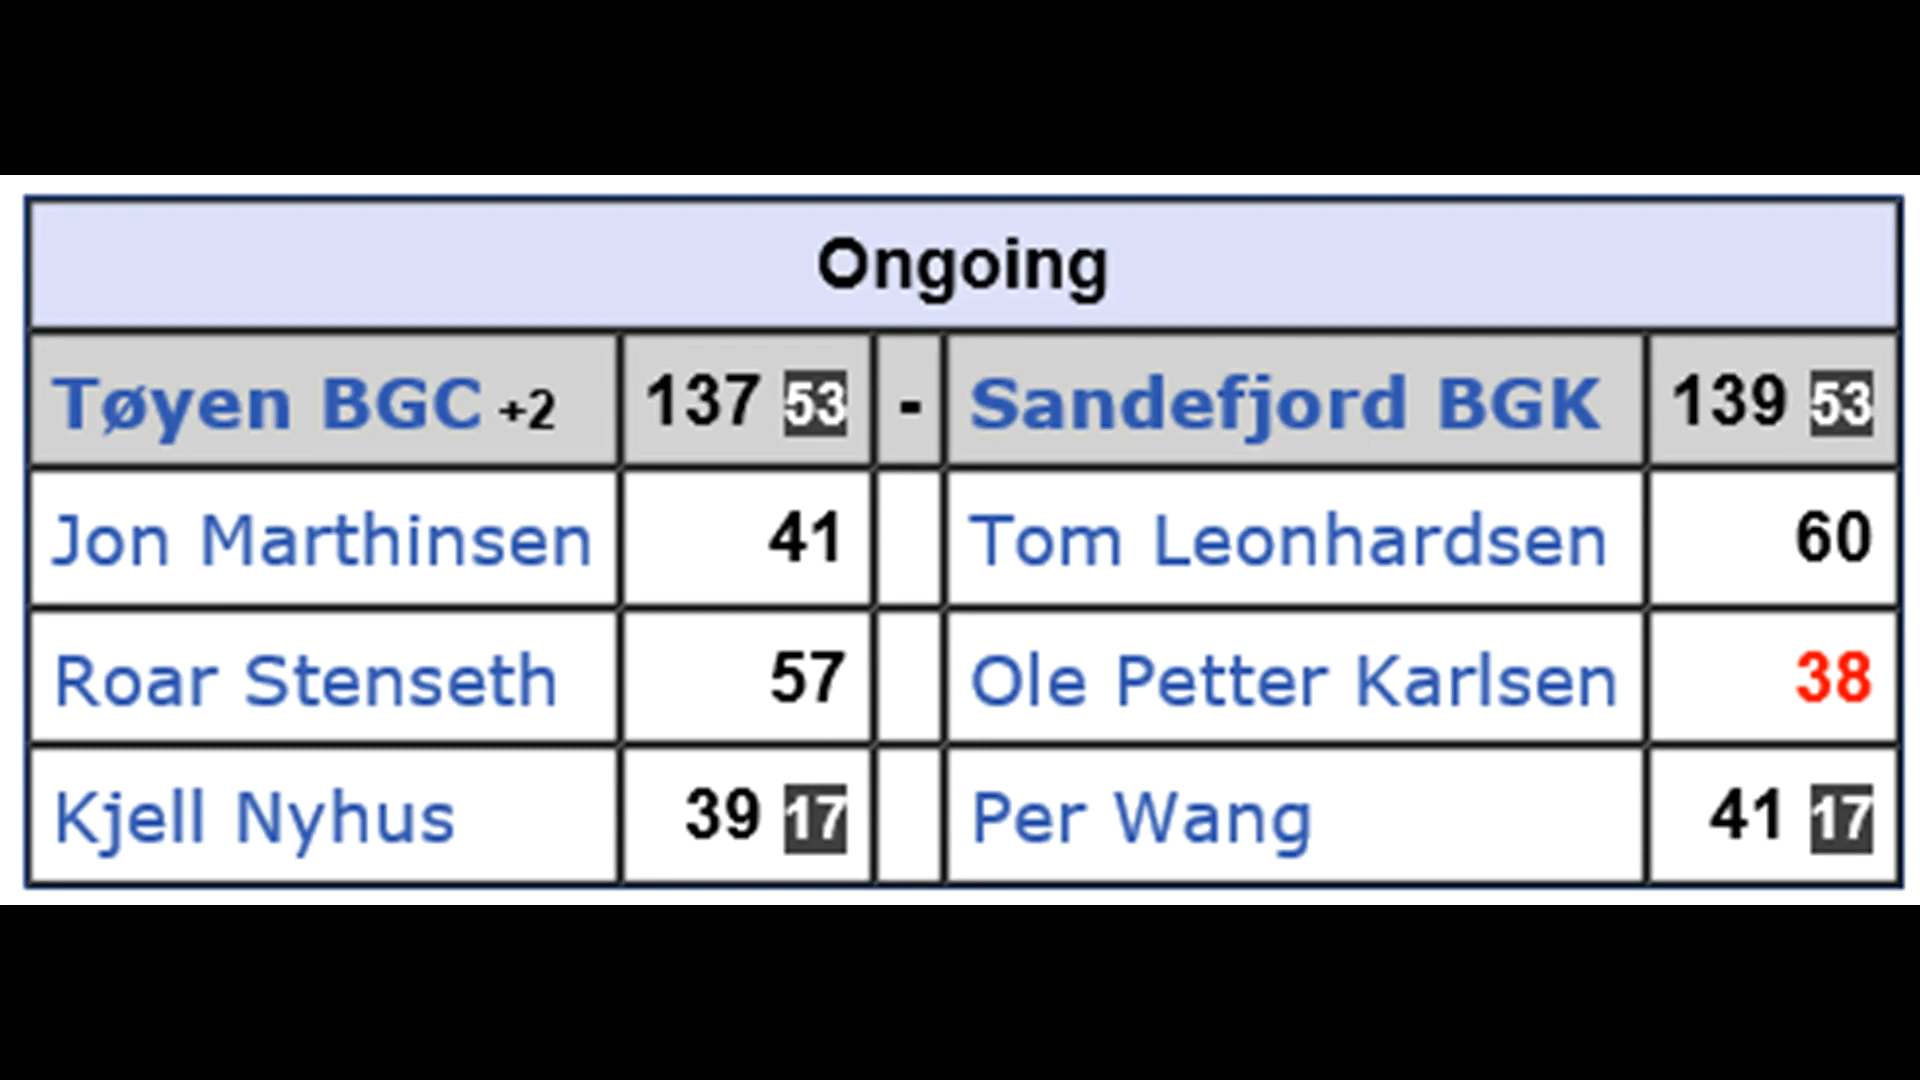 Ongoing
Tøyen BGC +2 137 53 - Sandefjord BGK 139 53
Jon Marthinsen 41 Tom Leonhardsen 60
Roar Stenseth 57 Ole Petter Karlsen 38
Kjell Nyhus 39 17 Per Wang 41 17